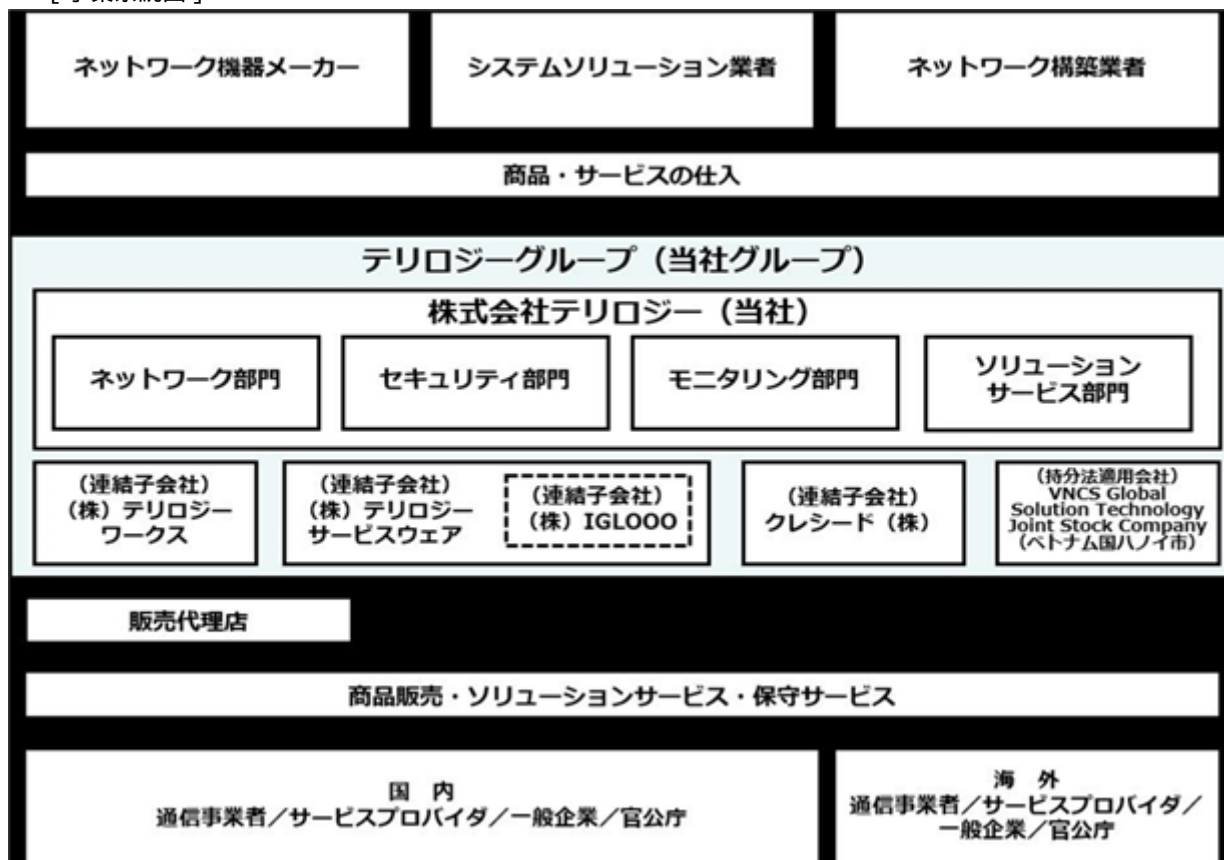 [事業系統図]
ネットワーク機器メーカー
システムソリューション業者
ネットワーク構築業者
商品・サービスの仕入
テリロジーグループ（当社グループ）
株式会社テリロジー（当社）
ネットワーク部門
セキュリティ部門
モニタリング部門
ソリューション
サービス部門
（連結子会社）
（株）テリロジー
ワークス
（連結子会社）
（株）テリロジー
サービスウェア
（連結子会社）
（株）IGLOOO
（連結子会社）
クレシード（株）
（持分法適用会社）
VNCS Global
Solution Technology
Joint Stock Company
（ベトナム国ハノイ市）
販売代理店
商品販売・ソリューションサービス・保守サービス
国　内
通信事業者／サービスプロバイダ／一般企業／官公庁
海　外
通信事業者／サービスプロバイダ／
一般企業／官公庁